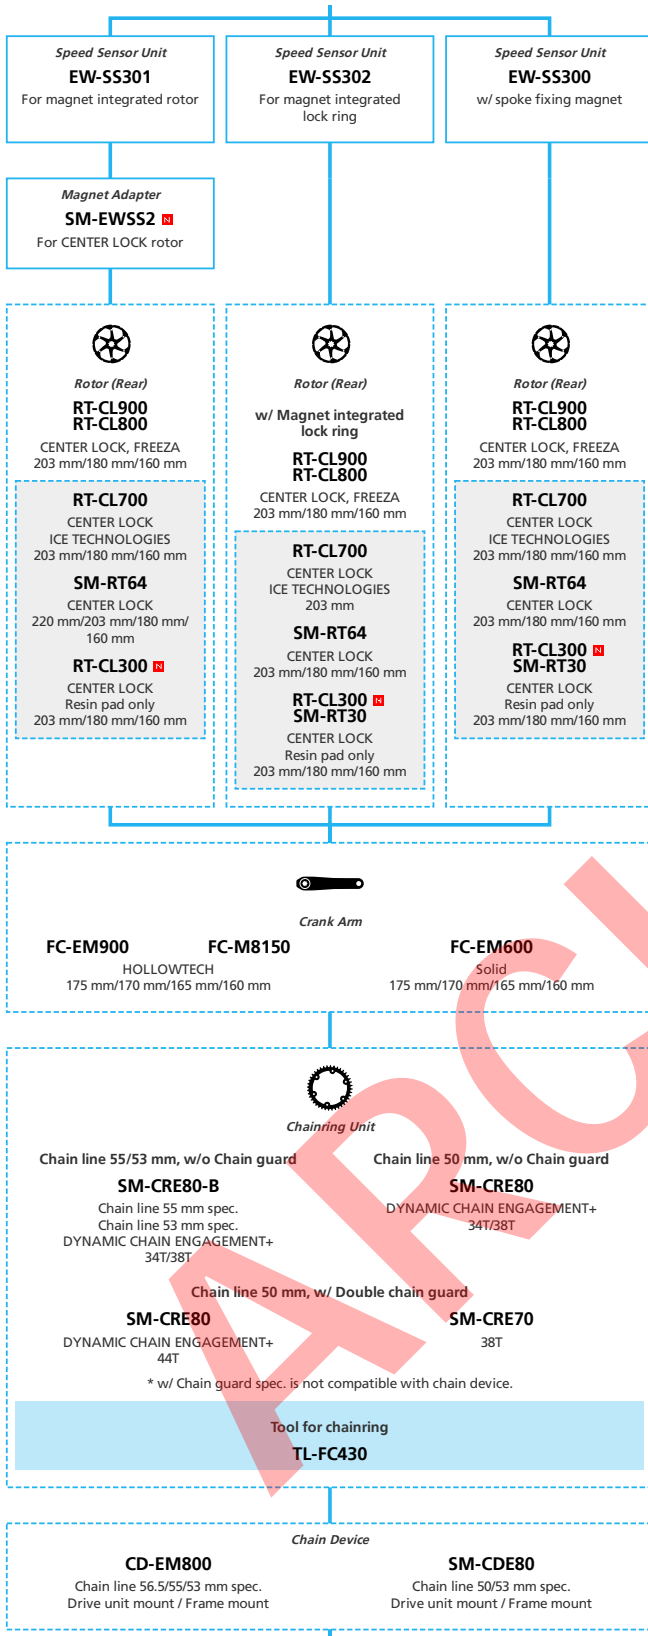 Speed Sensor Unit
EW-SS301
For magnet integrated rotor
Speed Sensor Unit
EW-SS302
For magnet integrated
lock ring
Speed Sensor Unit
EW-SS300
w/ spoke fixing magnet
Magnet Adapter
SM-EWSS2 N
For CENTER LOCK rotor
Rotor (Rear)
RT-CL900
RT-CL800
CENTER LOCK, FREEZA
203 mm/180 mm/160 mm
RT-CL700
CENTER LOCK
ICE TECHNOLOGIES
203 mm/180 mm/160 mm
SM-RT64
CENTER LOCK
220 mm/203 mm/180 mm/
160 mm
RT-CL300 N
CENTER LOCK
Resin pad only
203 mm/180 mm/160 mm
Rotor (Rear)
w/ Magnet integrated
lock ring
RT-CL900
RT-CL800
CENTER LOCK, FREEZA
203 mm/180 mm/160 mm
RT-CL700
CENTER LOCK
ICE TECHNOLOGIES
203 mm
SM-RT64
CENTER LOCK
203 mm/180 mm/160 mm
RT-CL300 N
SM-RT30
CENTER LOCK
Resin pad only
203 mm/180 mm/160 mm
Rotor (Rear)
RT-CL900
RT-CL800
CENTER LOCK, FREEZA
203 mm/180 mm/160 mm
RT-CL700
CENTER LOCK
ICE TECHNOLOGIES
203 mm/180 mm/160 mm
SM-RT64
CENTER LOCK
203 mm/180 mm/160 mm
RT-CL300 N
SM-RT30
CENTER LOCK
Resin pad only
203 mm/180 mm/160 mm
Crank Arm
FC-EM900 FC-M8150
HOLLOWTECH
175 mm/170 mm/165 mm/160 mm
FC-EM600
Solid
175 mm/170 mm/165 mm/160 mm
Chainring Unit
Chain line 55/53 mm, w/o Chain guard
SM-CRE80-B
Chain line 55 mm spec.
Chain line 53 mm spec.
DYNAMIC CHAIN ENGAGEMENT+
34T/38T
Chain line 50 mm, w/o Chain guard
SM-CRE80
DYNAMIC CHAIN ENGAGEMENT+
34T/38T
Chain line 50 mm, w/ Double chain guard
SM-CRE80
DYNAMIC CHAIN ENGAGEMENT+
44T
SM-CRE70
38T
* w/ Chain guard spec. is not compatible with chain device.
Tool for chainring
TL-FC430
Chain Device
CD-EM800
Chain line 56.5/55/53 mm spec.
Drive unit mount / Frame mount
SM-CDE80
Chain line 50/53 mm spec.
Drive unit mount / Frame mount